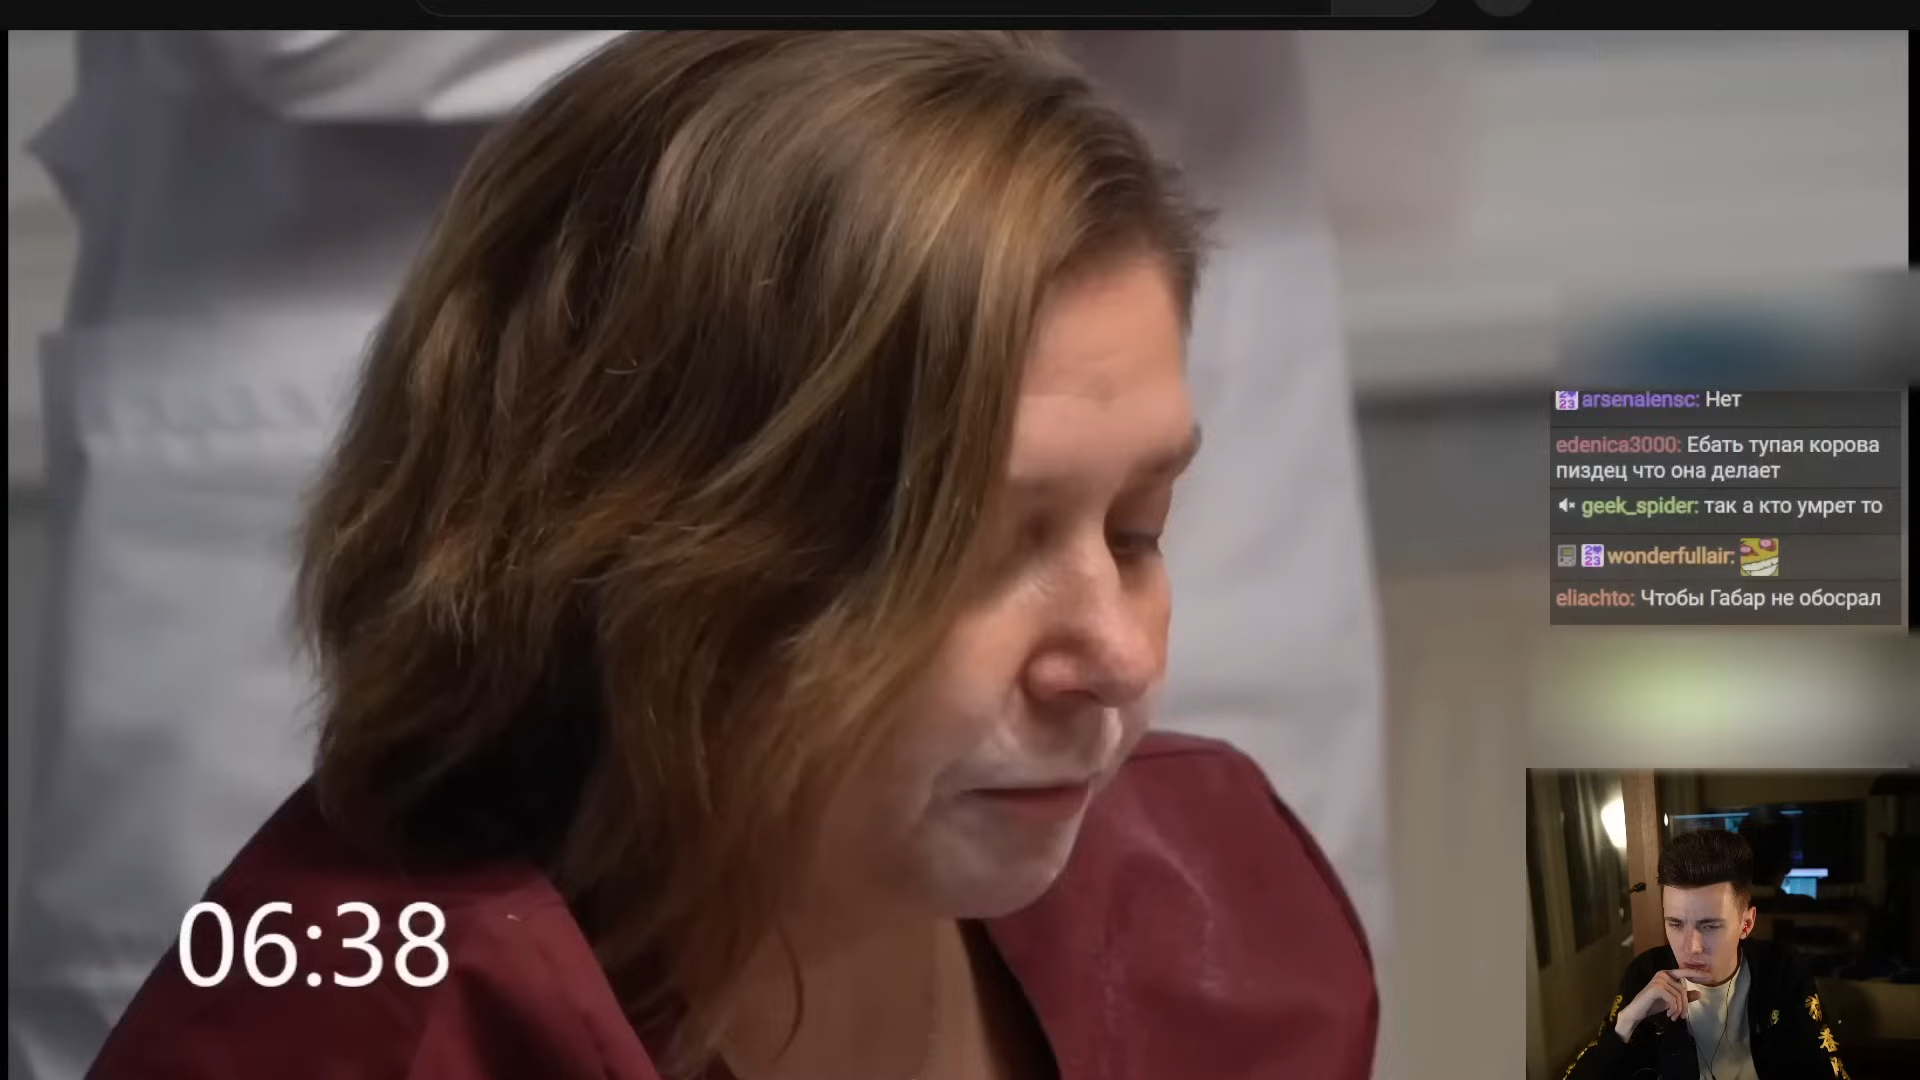 arsenalensc: Нет
edenica3000: Ебать тупая корова
пиздец что она делает
geek_spider: так а кто умрет то
wonderfullair:
eliachto: Чтобы Габар не обосрал
06:38